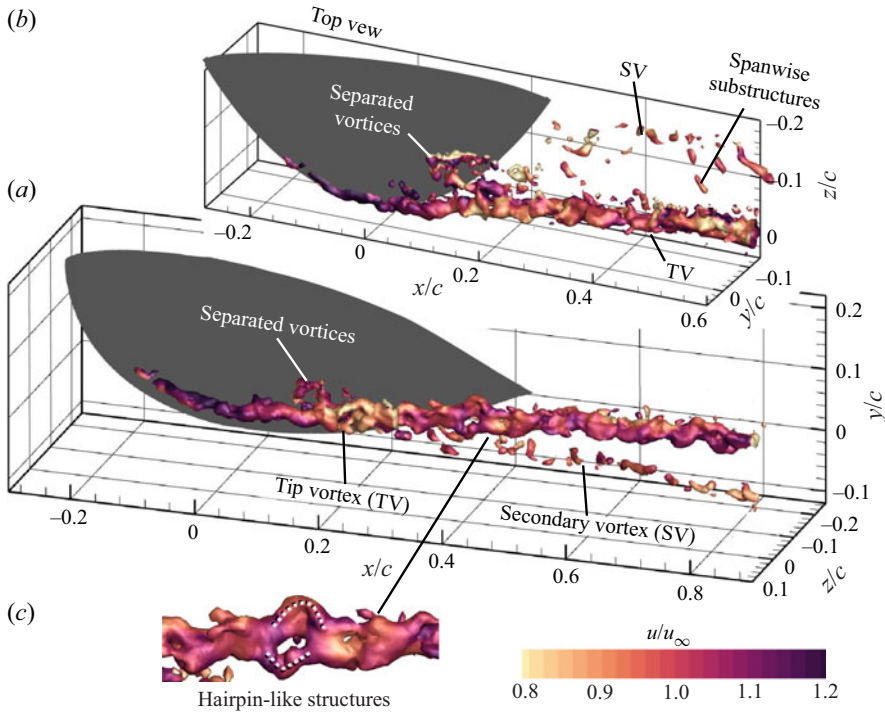 (b)
Top vew
SV
Spanwise
substructures
Separated
vortices
–0.2
0.1
0
z/c
–0.2
0
0.2
0.4
0.6
x/c
TV
–0.1
0
y/c
(a)
Separated vortices
0.2
0.1
0
–0.1
y/c
Tip vortex (TV)
Secondary vortex (SV)
–0.2
0
0.2
0.4
0.6
0.8
x/c
–0.2
–0.1
0
0.1
z/c
(c)
Hairpin-like structures
u/u∞
0.8 0.9 1.0 1.1 1.2